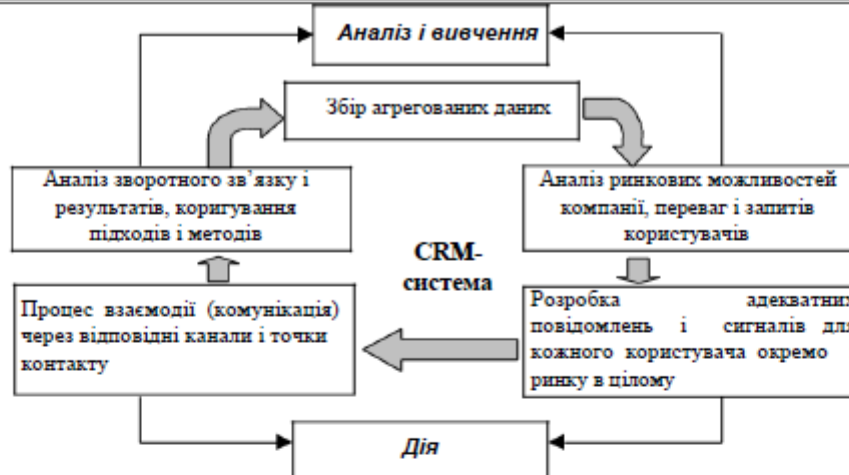 Аналіз і вивчення
Збір агрегованих даних
Аналіз зворотного зв’язку і
результатів, коригування
підходів і методів
Аналіз ринкових можливостей
компанії, переваг і запитів
користувачів
CRM-
система
Процес взаємодії (комунікація)
через відповідні канали і точки
контакту
Розробка адекватних
повідомлень і сигналів для
кожного користувача окремо
ринку в цілому
Дія